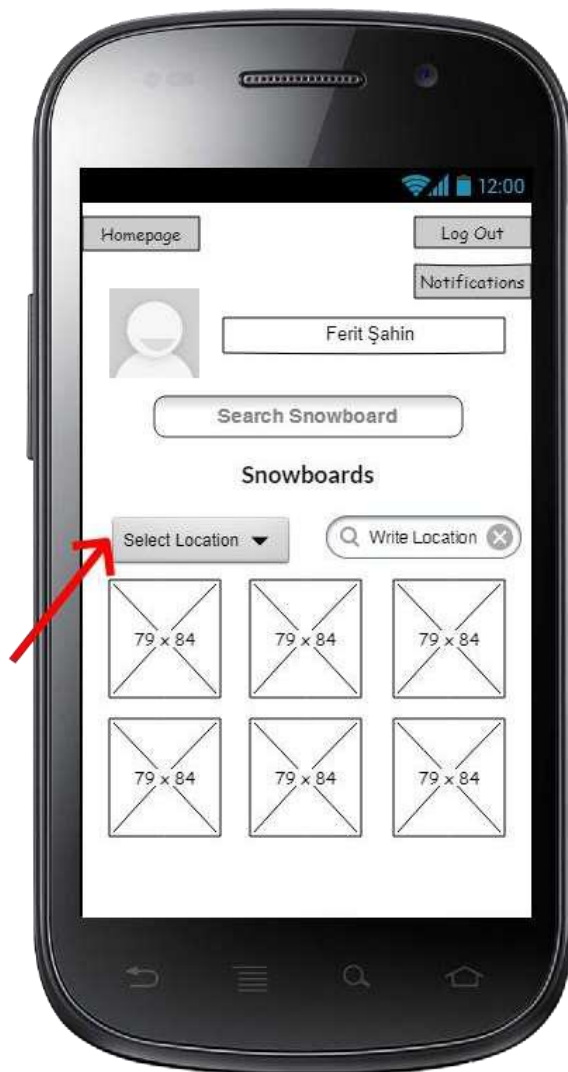 12:00
Homepage
Log Out
Notifications
Ferit Şahin
Search Snowboard
Snowboards
Select Location
Write Location
79 x 84
79 x 84
79 x 84
79 x 84
79 x 84
79 x 84